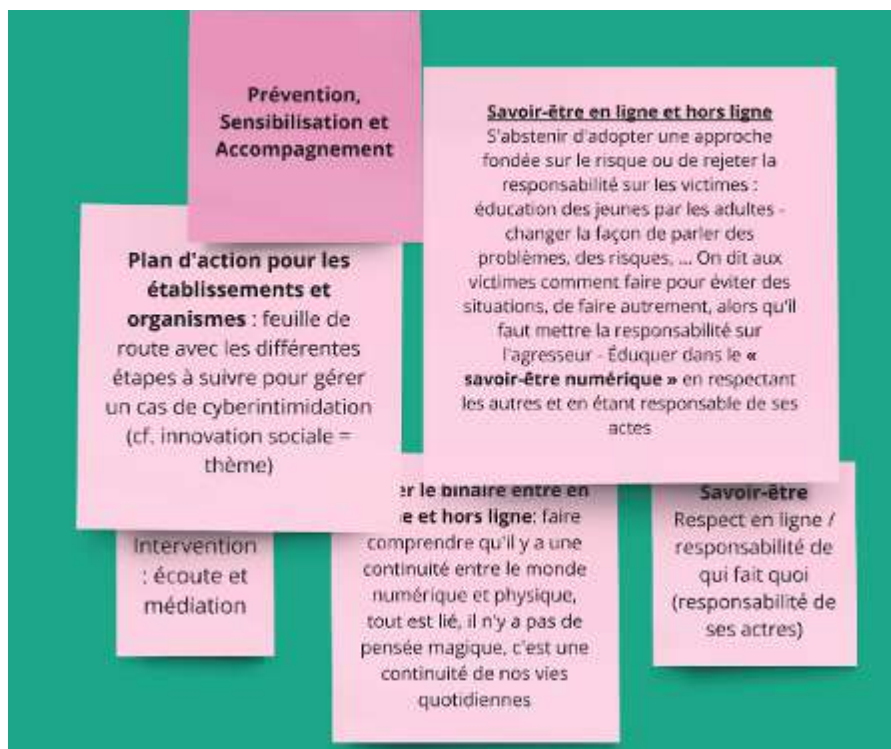 Prévention,
Sensibilisation et
Accompagnement
Savoir-être en ligne et hors ligne
S'abstenir d'adopter une approche
fondée sur le risque ou de rejeter la
responsabilité sur les victimes :
éducation des jeunes par les adultes -
changer la façon de parler des
problèmes, des risques, ... On dit aux
victimes comment faire pour éviter des
situations, de faire autrement, alors qu'il
faut mettre la responsabilité sur
l'agresseur - Éduquer dans le «
savoir-être numérique » en respectant
les autres et en étant responsable de ses
actes
Plan d'action pour les
établissements et
organismes : feuille de
route avec les différentes
étapes à suivre pour gérer
un cas de cyberintimidation
(cf. innovation sociale =
thème)
Intervention
: écoute et
médiation
er le binaire entre en
e et hors ligne: faire
comprendre qu'il y a une
continuité entre le monde
numérique et physique,
tout est lié, il n'y a pas de
pensée magique, c'est une
continuité de nos vies
quotidiennes
Savoir-être
Respect en ligne /
responsabilité de
qui fait quoi
(responsabilité de
ses actres)